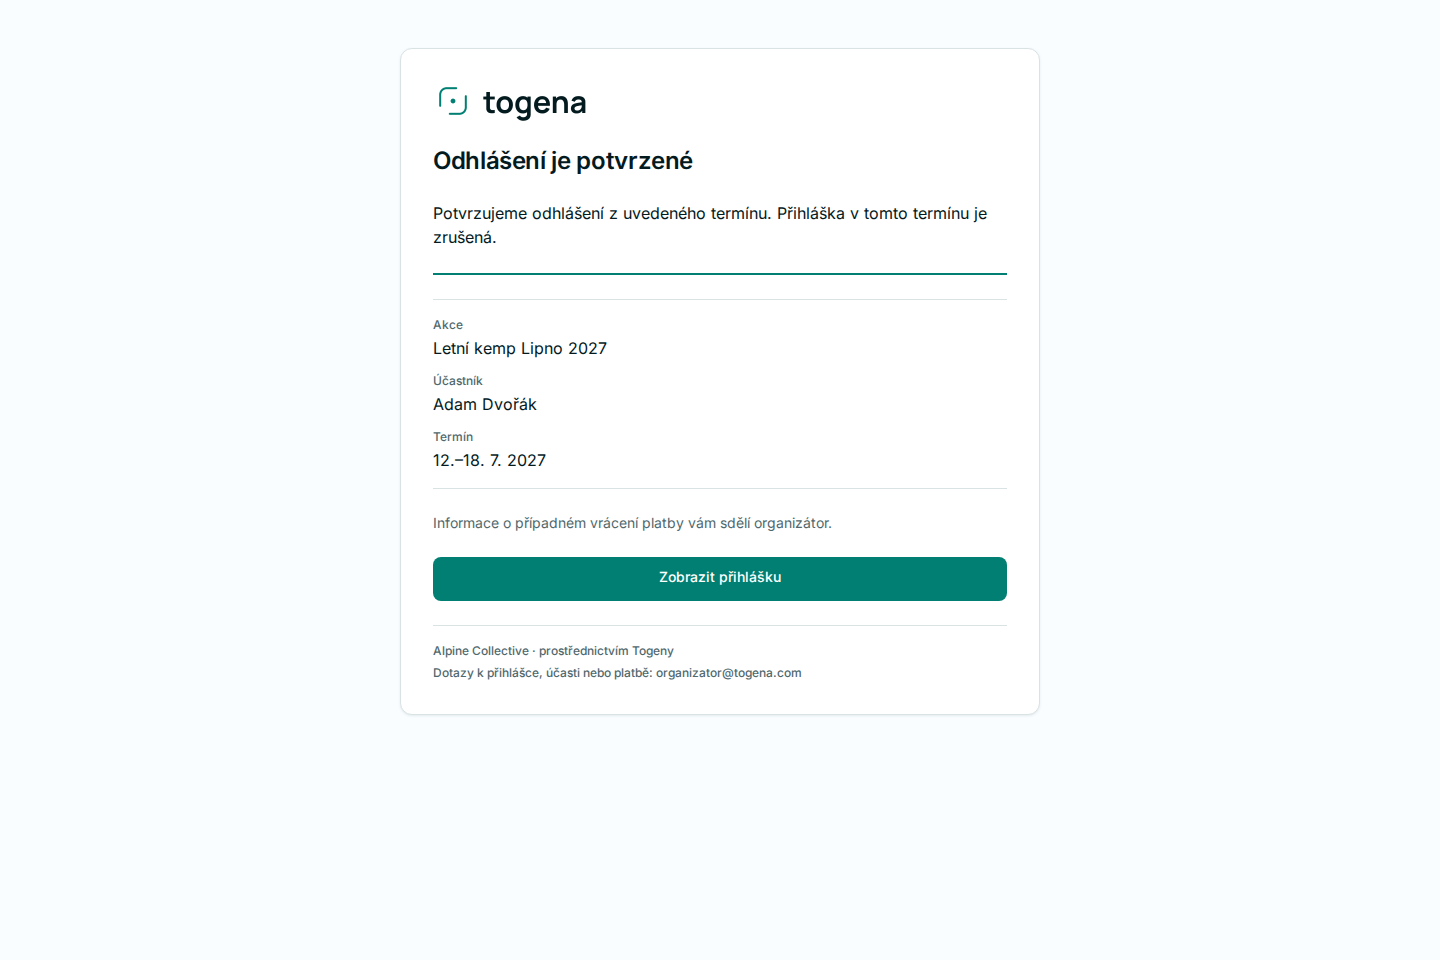 togena
Odhlášení je potvrzené
Potvrzujeme odhlášení z uvedeného termínu. Přihláška v tomto termínu je
zrušená.
Akce
Letní kemp Lipno 2027
Účastník
Adam Dvořák
Termín
12.–18. 7. 2027
Informace o případném vrácení platby vám sdělí organizátor.
Zobrazit přihlášku
Alpine Collective · prostřednictvím Togeny
Dotazy k přihlášce, účasti nebo platbě: organizator@togena.com